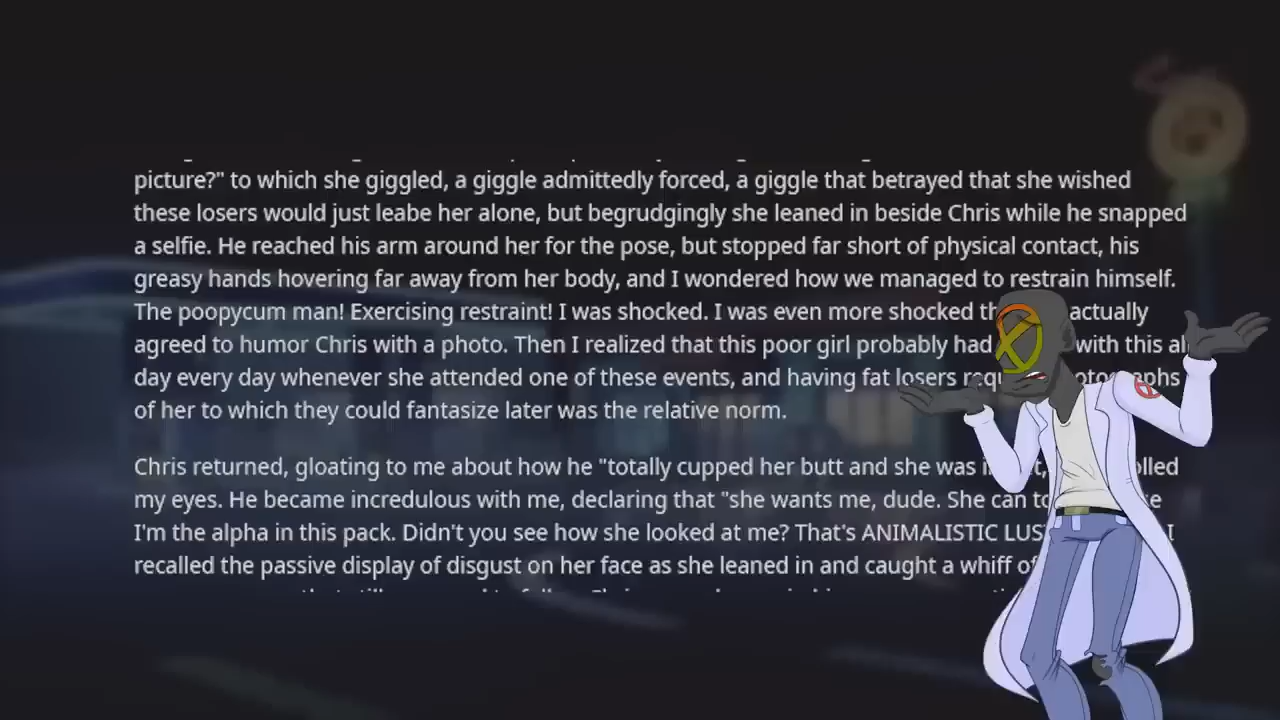 picture?" to which she giggled, a giggle admittedly forced, a giggle that betrayed that she wished
these losers would just leabe her alone, but begrudgingly she leaned in beside Chris while he snapped
a selfie. He reached his arm around her for the pose, but stopped far short of physical contact, his
greasy hands hovering far away from her body, and I wondered how we managed to restrain himself.
The poopycum man! Exercising restraint! I was shocked. I was even more shocked actually
agreed to humor Chris with a photo. Then I realized that this poor girl probably had with this
day every day whenever she attended one of these events, and having fat losers
of her to which they could fantasize later was the relative norm.
Chris returned, gloating to me about how he "totally cupped her butt and she was
my eyes. He became incredulous with me, declaring that "she wants me, dude. She can
I'm the alpha in this pack. Didn't you see how she looked at me? That's ANIMALISTIC I
recalled the passive display of disgust on her face as she leaned in and caught a whiff